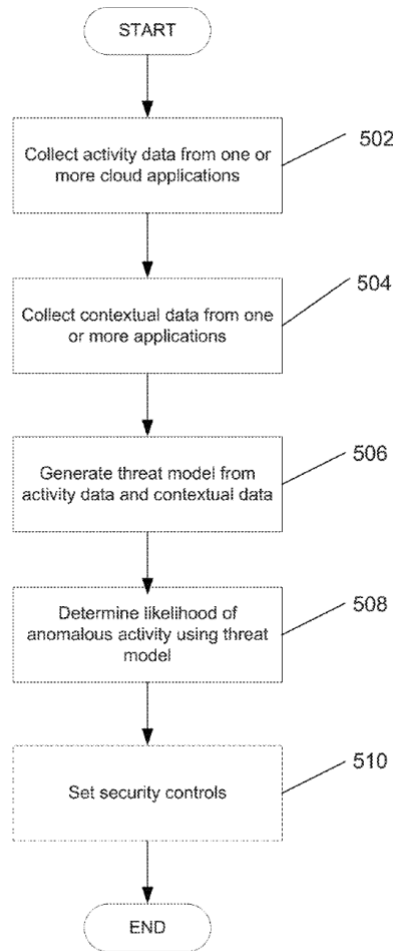 START
Collect activity data from one or
more cloud applications
502
Collect contextual data from one
or more applications
504
Generate threat model from
activity data and contextual data
506
Determine likelihood of
anomalous activity using threat
model
508
Set security controls
510
END